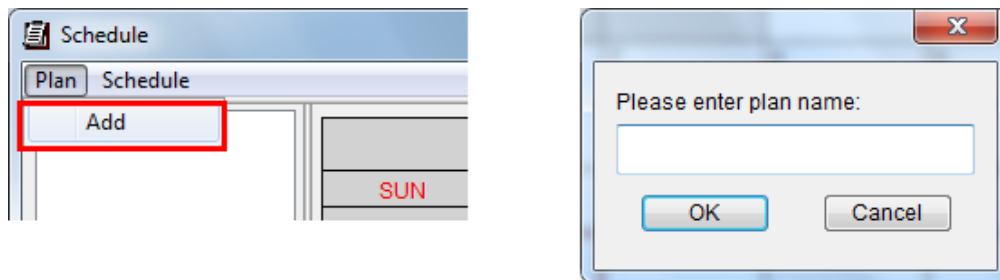 Schedule
Plan Schedule
Add
SUN
Please enter plan name:
OK Cancel